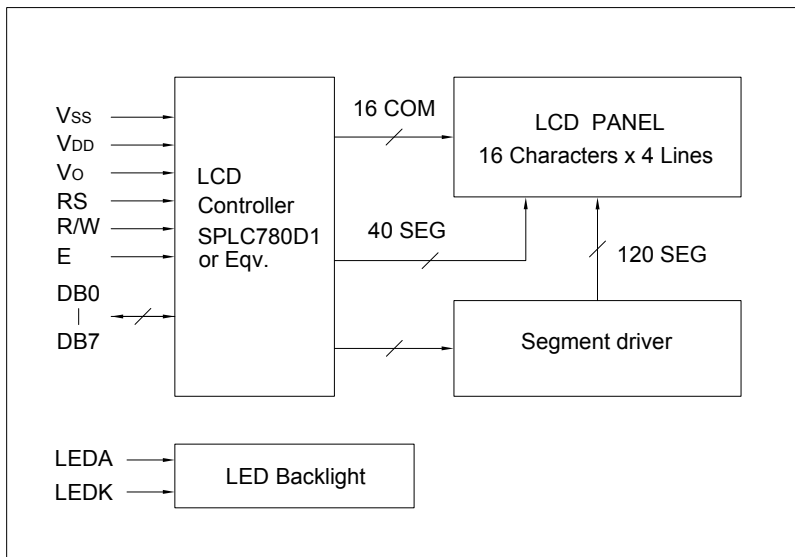 VSS
VDD
VO
RS
R/W
E
DB0
DB7
LCD
Controller
SPLC780D1
or Eqv.
16 COM
40 SEG
LCD PANEL
16 Characters x 4 Lines
120 SEG
Segment driver
LEDA
LEDK
LED Backlight